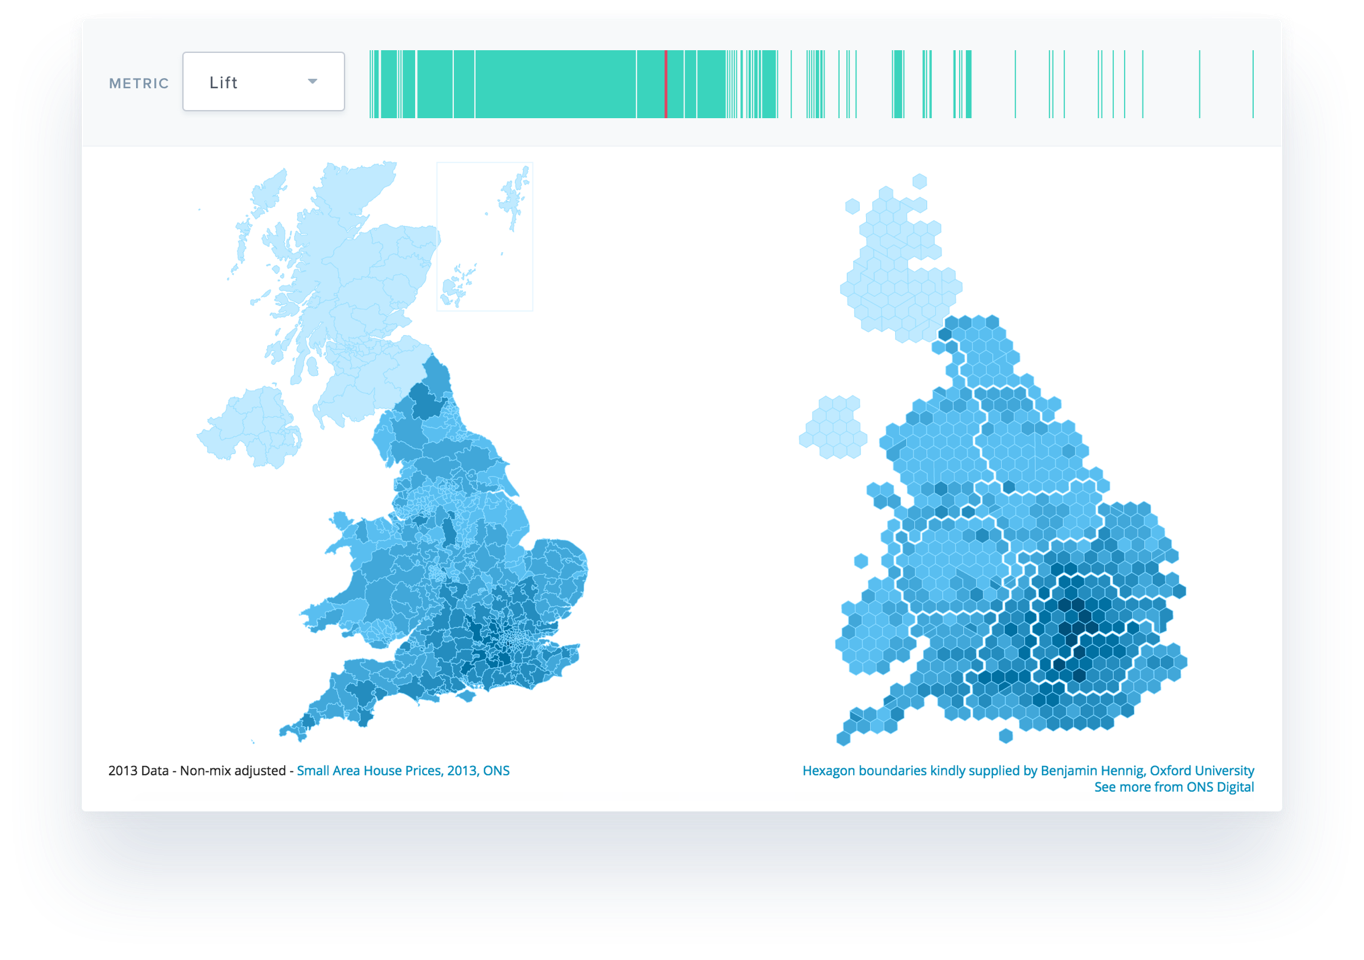 METRIC
Lift
2013 Data - Non-mix adjusted - Small Area House Prices, 2013, ONS
Hexagon boundaries kindly supplied by Benjamin Hennig, Oxford University
See more from ONS Digital